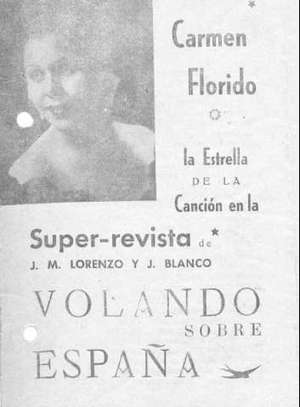 Carmen
Florido
la Estrella
DE LA
Canción en la
Super-revista de
J. M. LORENZO Y J. BLANCO
VOLANDO
SOBRE
ESPAÑA